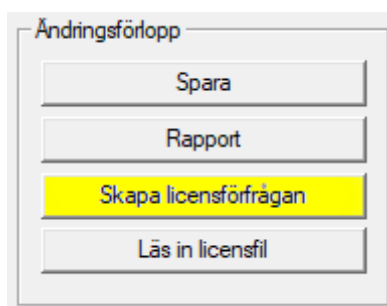 Ändringsförlopp
Spara
Rapport
Skapa licensförfrågan
Läs in licensfil